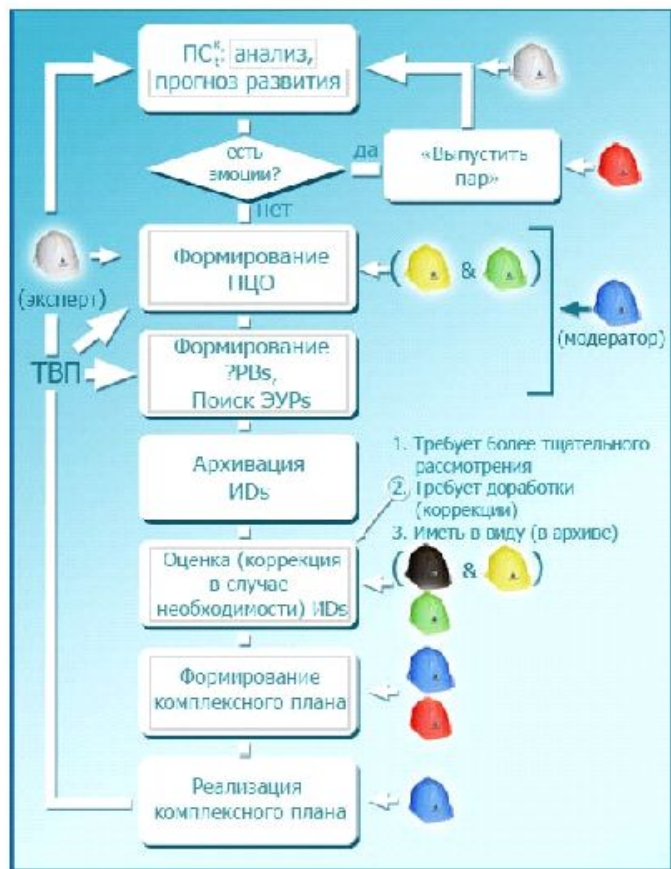 ПСᵏₜ: анализ,
прогноз развития
есть
эмоции?
да
«Выпустить
пар»
нет
Формирование
ПЦО
(
&
)
(эксперт)
(модератор)
ТВП
Формирование
?РВs,
Поиск ЭУРs
Архивация
ИDs
1. Требует более тщательного
рассмотрения
2. Требует доработки
(коррекции)
3. Иметь в виду (в архиве)
Оценка (коррекция
в случае
необходимости) ИDs
(
&
)
Формирование
комплексного плана
Реализация
комплексного плана